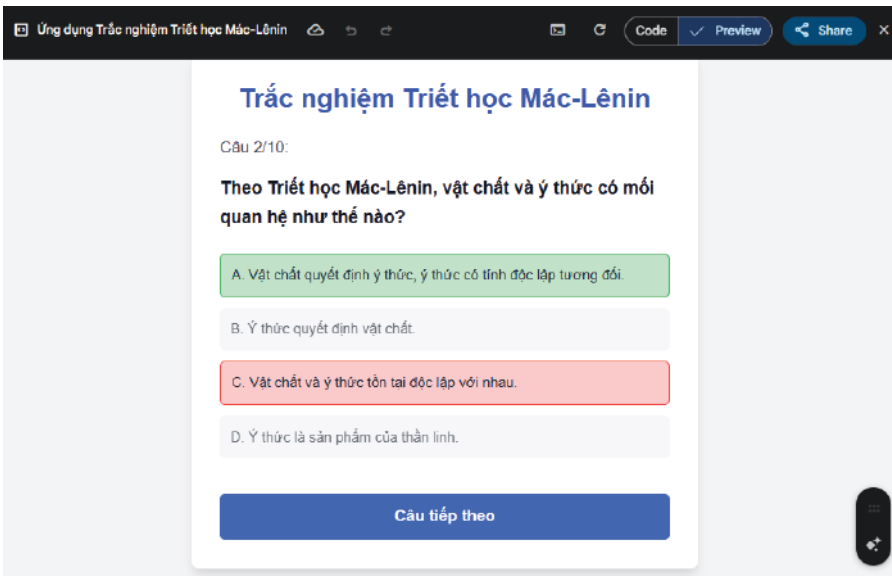 Ứng dụng Trắc nghiệm Triết học Mác-Lênin
Code
Preview
Share
Trắc nghiệm Triết học Mác-Lênin
Câu 2/10:
Theo Triết học Mác-Lênin, vật chất và ý thức có mối
quan hệ như thế nào?
A. Vật chất quyết định ý thức, ý thức có tính độc lập tương đối.
B. Ý thức quyết định vật chất.
C. Vật chất và ý thức tồn tại độc lập với nhau.
D. Ý thức là sản phẩm của thần linh.
Câu tiếp theo